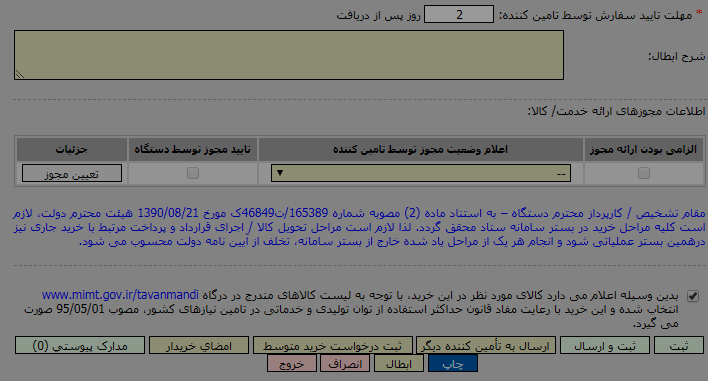 * مهلت تایید سفارش توسط تامین کننده: 2 روز پس از دریافت
شرح ابطال:
اطلاعات مجوزهای ارائه خدمت/ کالا:
الزامی بودن ارائه مجوز اعلام وضعیت مجوز توسط تامین کننده تایید مجوز توسط دستگاه جزئیات
-- تعیین مجوز
مقام تشخیص / کارپرداز محترم دستگاه – به استناد ماده (2) مصوبه شماره 165389/ت46849ک مورخ 1390/08/21 هیئت محترم دولت، لازم
است کلیه مراحل خرید در بستر سامانه ستاد محقق گردد. لذا لازم است مراحل تحویل کالا / اجرای قرارداد و پرداخت مرتبط با خرید جاری نیز
درهمین بستر عملیاتی شود و انجام هر یک از مراحل یاد شده خارج از بستر سامانه، تخلف از آیین نامه دولت محسوب می شود.
بدین وسیله اعلام می دارد کالای مورد نظر در این خرید، با توجه به لیست کالاهای مندرج در درگاه www.mimt.gov.ir/tavanmandi
انتخاب شده و این خرید با رعایت مفاد قانون حداکثر استفاده از توان تولیدی و خدماتی در تامین نیازهای کشور، مصوب 95/05/01 صورت
می گیرد.
ثبت ثبت و ارسال ارسال به تأمین کننده دیگر ثبت درخواست خرید متوسط امضای خریدار مدارک پیوستی (0)
چاپ ابطال انصراف خروج